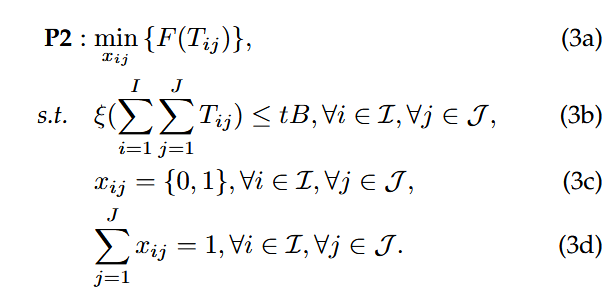 P2 : min_{x_{ij}} {F(T_{ij})}, (3a)
s.t. ξ(∑_{i=1}^{I} ∑_{j=1}^{J} T_{ij}) ≤ tB, ∀i ∈ ℐ, ∀j ∈ 𝒥, (3b)
x_{ij} = {0, 1}, ∀i ∈ ℐ, ∀j ∈ 𝒥, (3c)
∑_{j=1}^{J} x_{ij} = 1, ∀i ∈ ℐ, ∀j ∈ 𝒥. (3d)